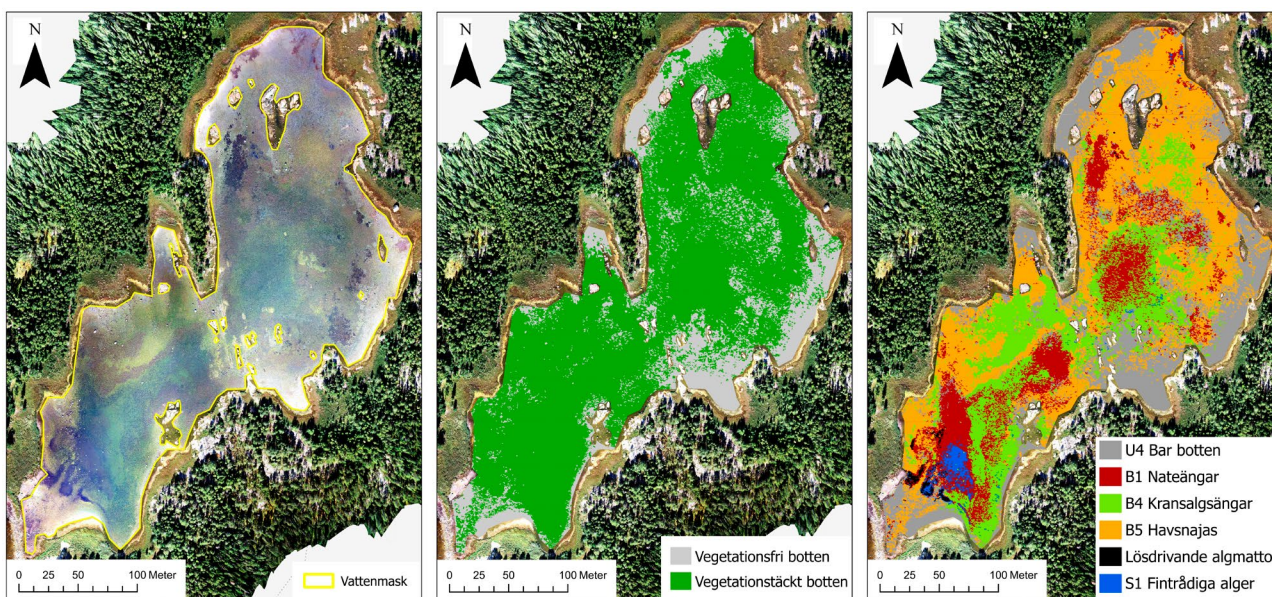 N
Vattenmask
0 25 50 100 Meter
N
Vegetationsfri botten
Vegetationstäckt botten
0 25 50 100 Meter
N
U4 Bar botten
B1 Nateängar
B4 Kransalgsängar
B5 Havsnajas
Lösdrivande algmattor
S1 Fintrådiga alger
0 25 50 100 Meter